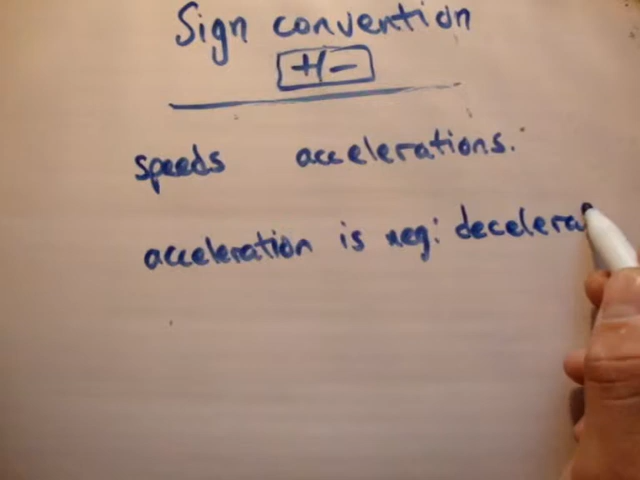 Sign convention
+/-
speeds accelerations.
acceleration is neg: decelera